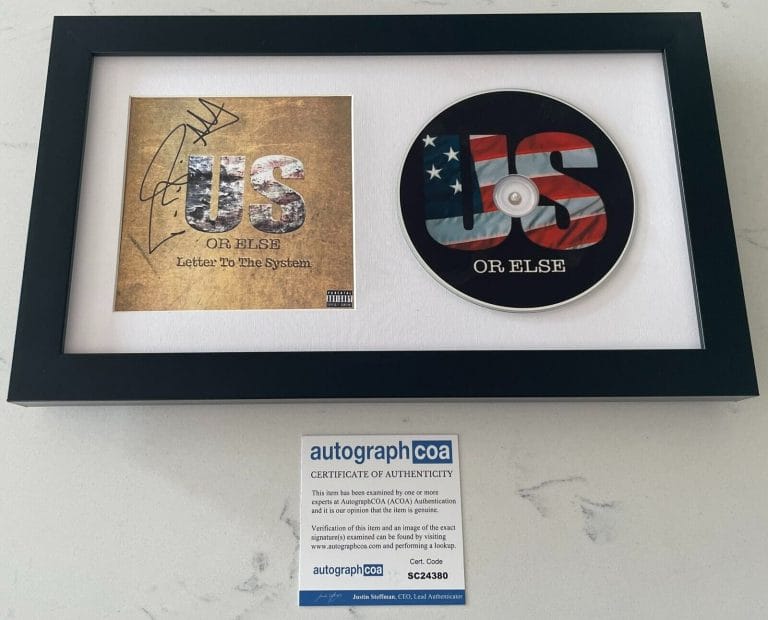 US
OR ELSE
Letter To The System
PARENTAL
ADVISORY
US
OR ELSE
autographcoa
CERTIFICATE OF AUTHENTICITY
This item has been examined by one or more
experts at AutographCOA (ACOA) Authentication
and it is our opinion that the item is genuine.
Verification of this item and an image of the exact
signature(s) examined can be found by visiting
www.autographcoa.com and performing a lookup.
autographcoa
Cert. Code
SC24380
Justin Steffman, CEO, Lead Authenticator